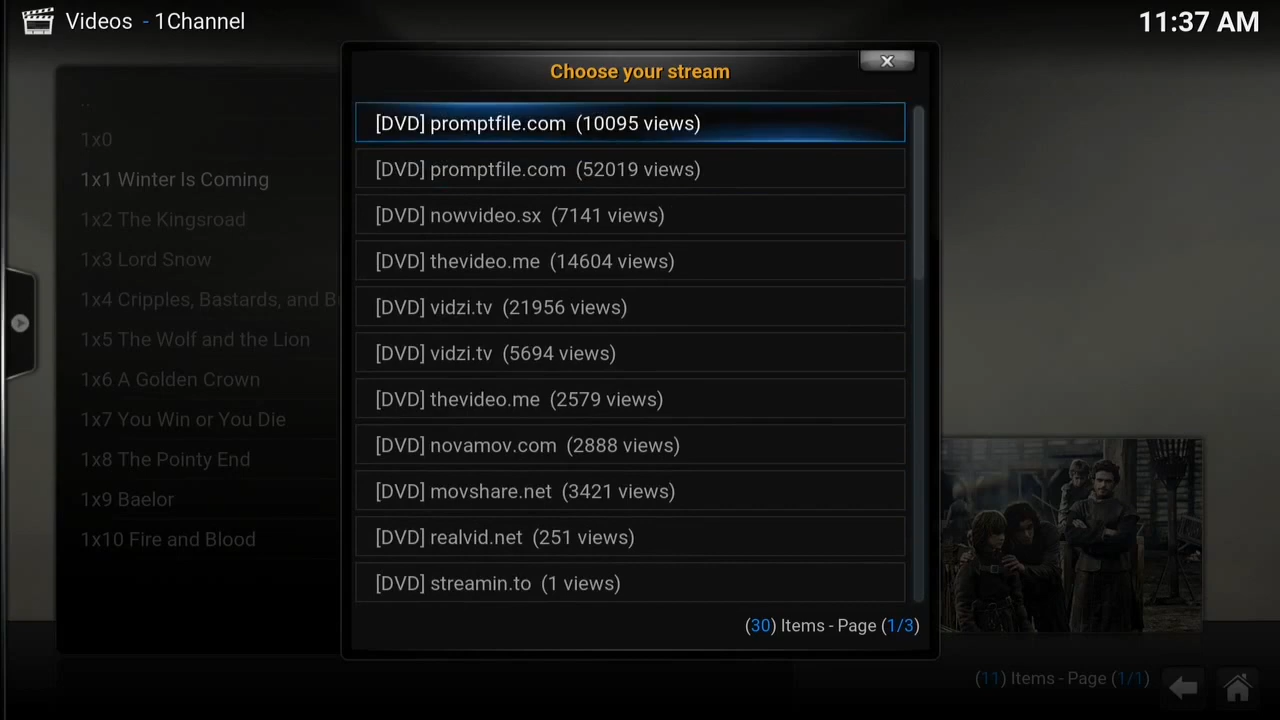 Videos - 1Channel
11:37 AM
Choose your stream
[DVD] promptfile.com (10095 views)
[DVD] promptfile.com (52019 views)
[DVD] nowvideo.sx (7141 views)
[DVD] thevideo.me (14604 views)
[DVD] vidzi.tv (21956 views)
[DVD] vidzi.tv (5694 views)
[DVD] thevideo.me (2579 views)
[DVD] novamov.com (2888 views)
[DVD] movshare.net (3421 views)
[DVD] realvid.net (251 views)
[DVD] streamin.to (1 views)
(30) Items - Page (1/3)
..
1x0
1x1 Winter Is Coming
1x2 The Kingsroad
1x3 Lord Snow
1x4 Cripples, Bastards, and B
1x5 The Wolf and the Lion
1x6 A Golden Crown
1x7 You Win or You Die
1x8 The Pointy End
1x9 Baelor
1x10 Fire and Blood
(11) Items - Page (1/1)